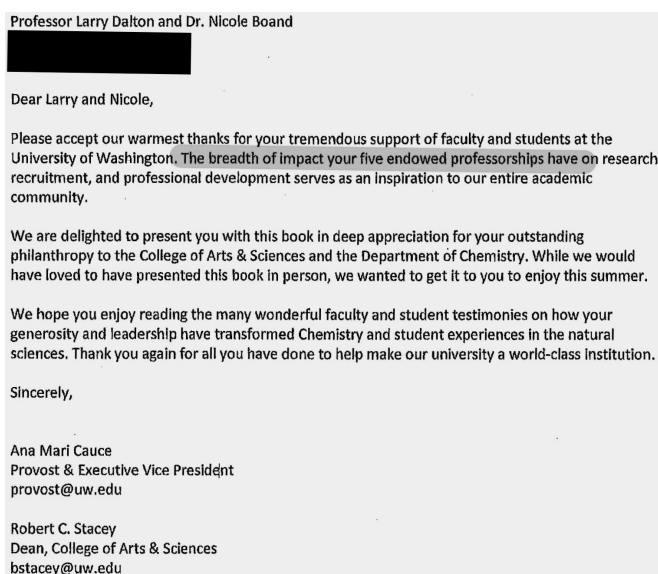 Professor Larry Dalton and Dr. Nicole Boand
Dear Larry and Nicole,
Please accept our warmest thanks for your tremendous support of faculty and students at the
University of Washington. The breadth of impact your five endowed professorships have on research
recruitment, and professional development serves as an inspiration to our entire academic
community.
We are delighted to present you with this book in deep appreciation for your outstanding
philanthropy to the College of Arts & Sciences and the Department of Chemistry. While we would
have loved to have presented this book in person, we wanted to get it to you to enjoy this summer.
We hope you enjoy reading the many wonderful faculty and student testimonies on how your
generosity and leadership have transformed Chemistry and student experiences in the natural
sciences. Thank you again for all you have done to help make our university a world-class institution.
Sincerely,
Ana Mari Cauce
Provost & Executive Vice President
provost@uw.edu
Robert C. Stacey
Dean, College of Arts & Sciences
bstacey@uw.edu